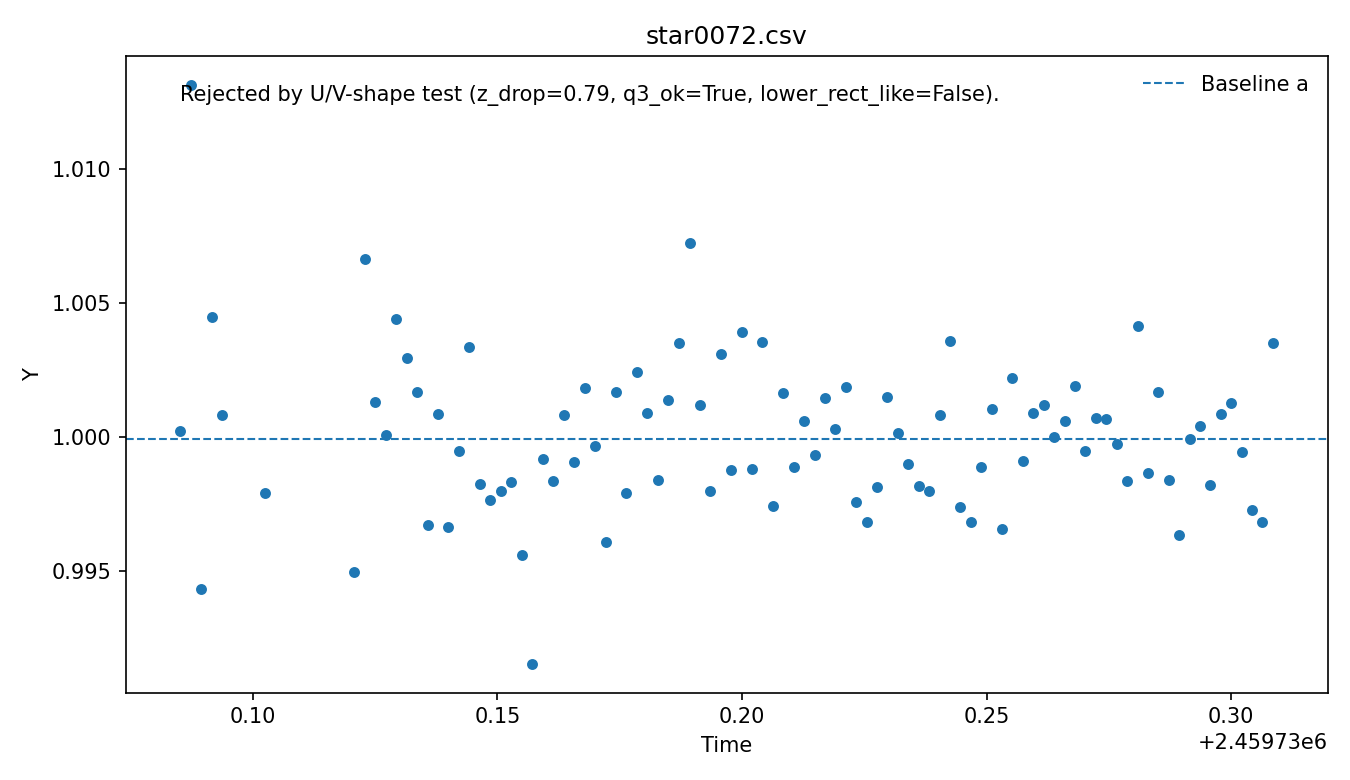 star0072.csv
Rejected by U/V-shape test (z_drop=0.79, q3_ok=True, lower_rect_like=False).
Baseline a
1.010
1.005
1.000
0.995
Y
0.10 0.15 0.20 0.25 0.30
Time
+2.45973e6